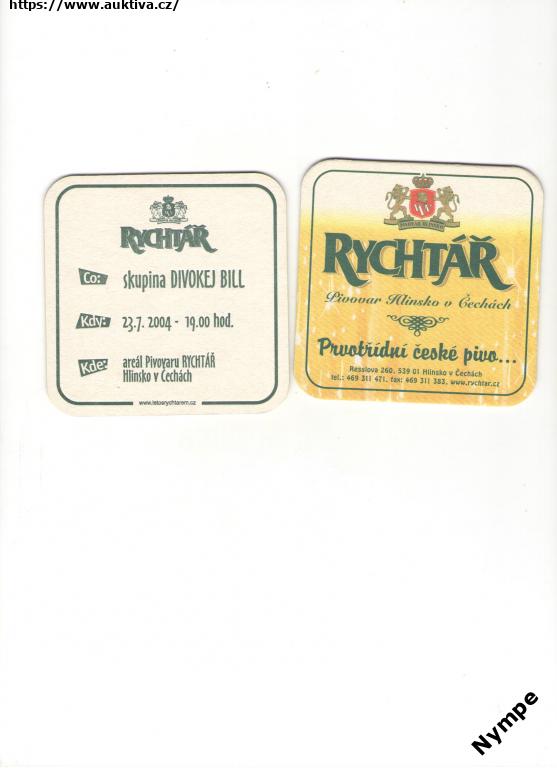 https://www.auktiva.cz/
RYCHTÁŘ
Co: skupina DIVOKEJ BILL
Kdy: 23.7. 2004 - 19.00 hod.
Kde: areál Pivovaru RYCHTÁŘ
Hlinsko v Čechách
www.letosrychtarem.cz
PIVOVAR HLINSKO
RYCHTÁŘ
Pivovar Hlinsko v Čechách
Prvotřídní české pivo...
Resslova 260, 539 01 Hlinsko v Čechách
tel.: 469 311 471, fax: 469 311 383, www.rychtar.cz
Nympe